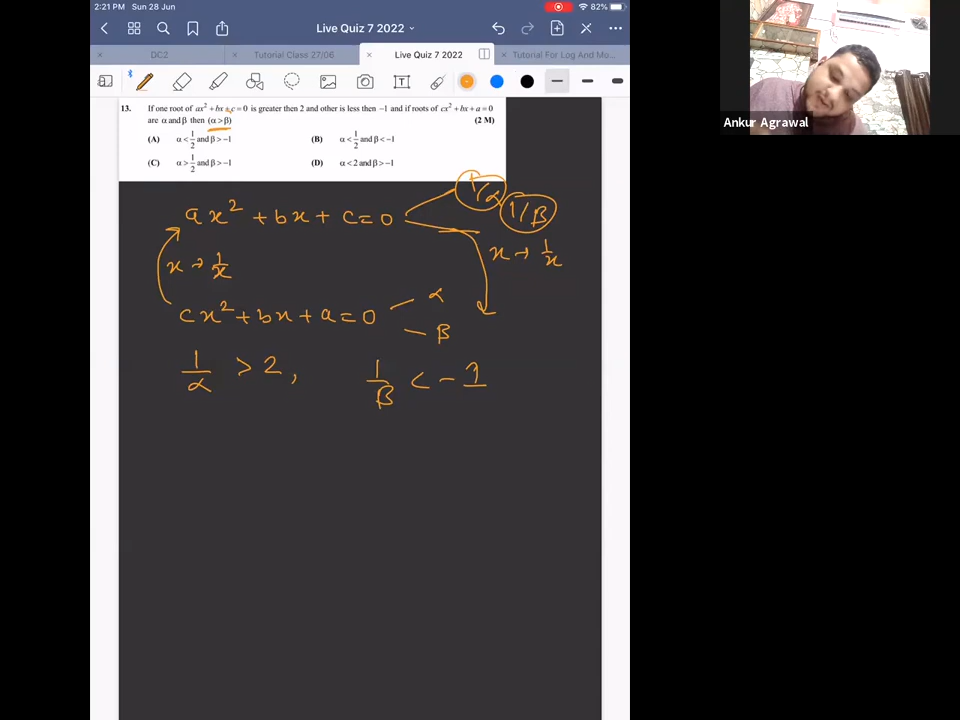 2:21 PM Sun 28 Jun
82%
Live Quiz 7 2022
DC2
Tutorial Class 27/06
Live Quiz 7 2022
Tutorial For Log And Mo...
13. If one root of ax² + bx + c = 0 is greater then 2 and other is less then −1 and if roots of cx² + bx + a = 0
are α and β then (α > β) (2 M)
(A) α < 1/2 and β > −1 (B) α < 1/2 and β < −1
(C) α > 1/2 and β > −1 (D) α < 2 and β > −1
ax² + bx + c = 0 1/α 1/β
x → 1/x x → 1/x
cx² + bx + a = 0 α
β
1/α > 2, 1/β < −1
Ankur Agrawal